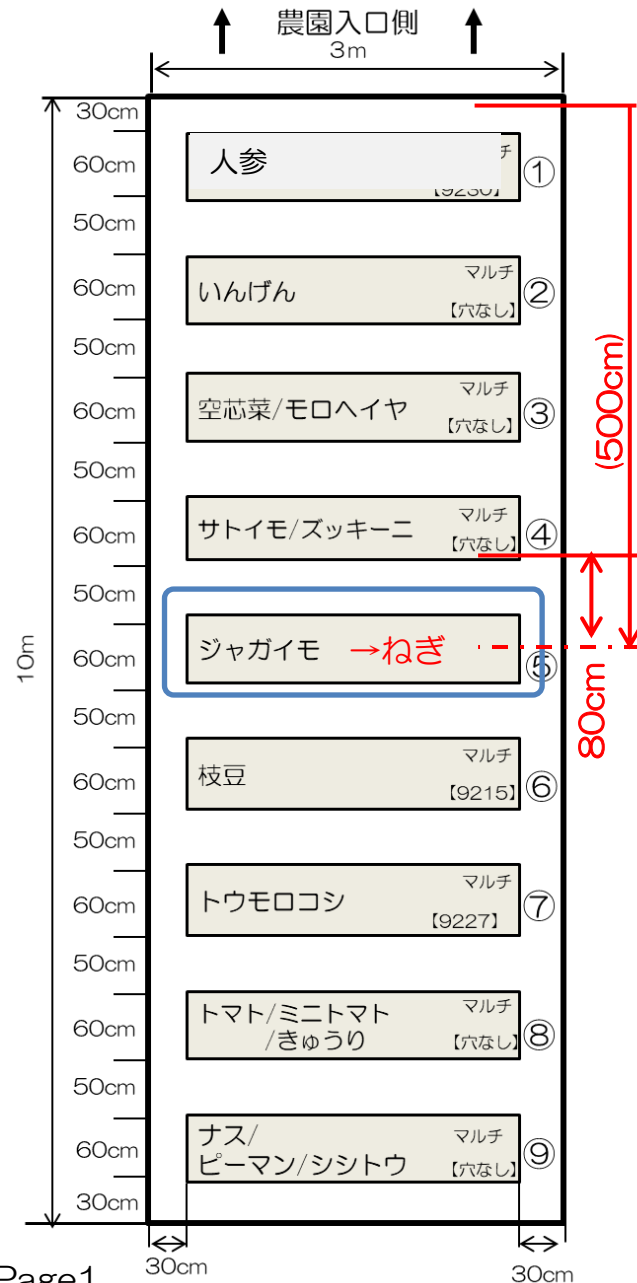 農園入口側
3m
30cm
60cm
人参
【9230】
①
50cm
60cm
いんげん
マルチ
【穴なし】
②
50cm
60cm
空芯菜/モロヘイヤ
マルチ
【穴なし】
③
(500cm)
50cm
60cm
サトイモ/ズッキーニ
マルチ
【穴なし】
④
50cm
10m
60cm
ジャガイモ →ねぎ
⑤
80cm
50cm
60cm
枝豆
マルチ
【9215】
⑥
50cm
60cm
トウモロコシ
マルチ
【9227】
⑦
50cm
60cm
トマト/ミニトマト
/きゅうり
マルチ
【穴なし】
⑧
50cm
60cm
ナス/
ピーマン/シシトウ
マルチ
【穴なし】
⑨
30cm
30cm
30cm
Page1